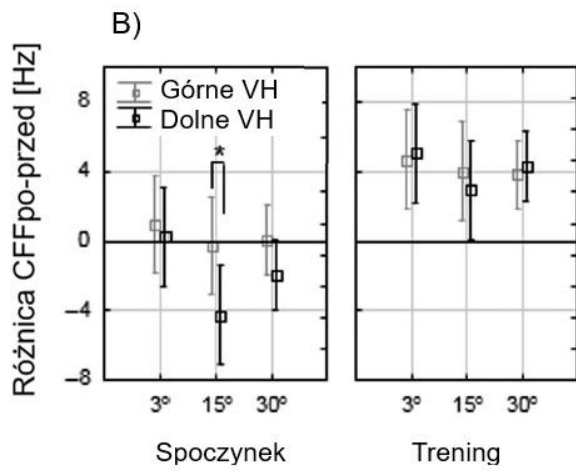 B)
Różnica CFFpo-przed [Hz]
8
4
0
–4
–8
Górne VH
Dolne VH
*
3º 15º 30º
3º 15º 30º
Spoczynek
Trening